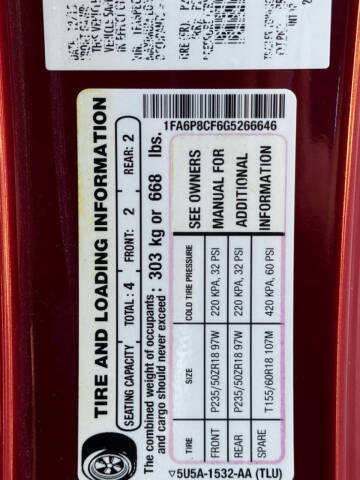 1FA6P8CF6G5266646
TIRE AND LOADING INFORMATION
SEATING CAPACITY TOTAL : 4 FRONT: 2 REAR: 2
The combined weight of occupants
and cargo should never exceed : 303 kg or 668 lbs.
TIRE SIZE COLD TIRE PRESSURE SEE OWNERS
FRONT P235/50ZR18 97W 220 KPA, 32 PSI MANUAL FOR
REAR P235/50ZR18 97W 220 KPA, 32 PSI ADDITIONAL
SPARE T155/60R18 107M 420 KPA, 60 PSI INFORMATION
▽5U5A-1532-AA (TLU)